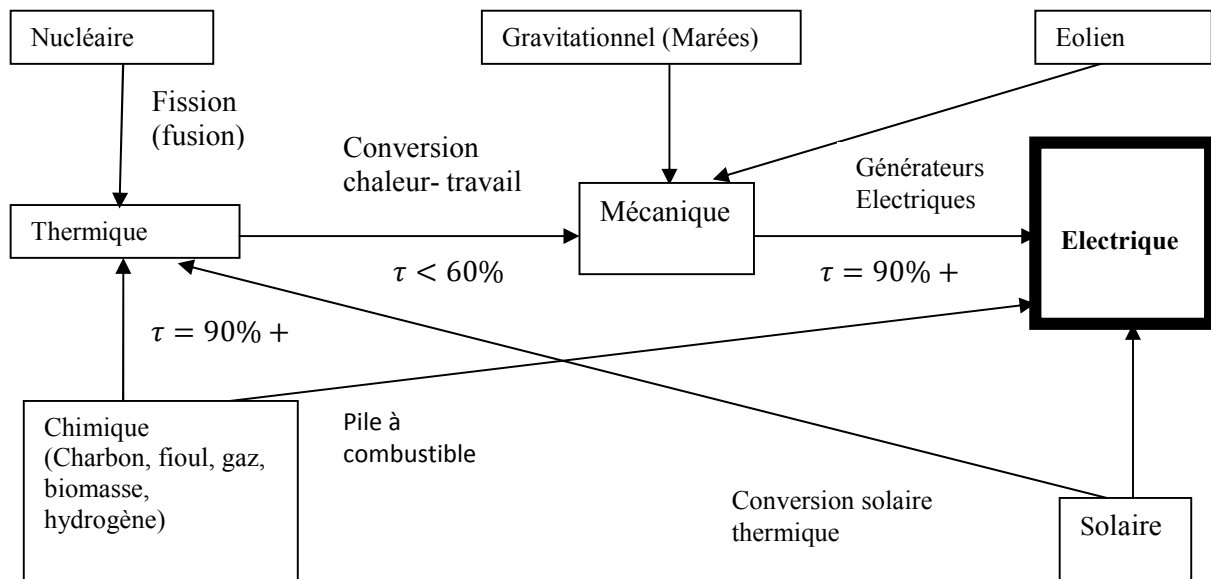 Nucléaire
Gravitationnel (Marées)
Eolien
Fission
(fusion)
Conversion
chaleur- travail
Générateurs
Electriques
Thermique
Mécanique
Electrique
τ < 60%
τ = 90% +
τ = 90% +
Chimique
(Charbon, fioul, gaz,
biomasse,
hydrogène)
Pile à
combustible
Conversion solaire
thermique
Solaire